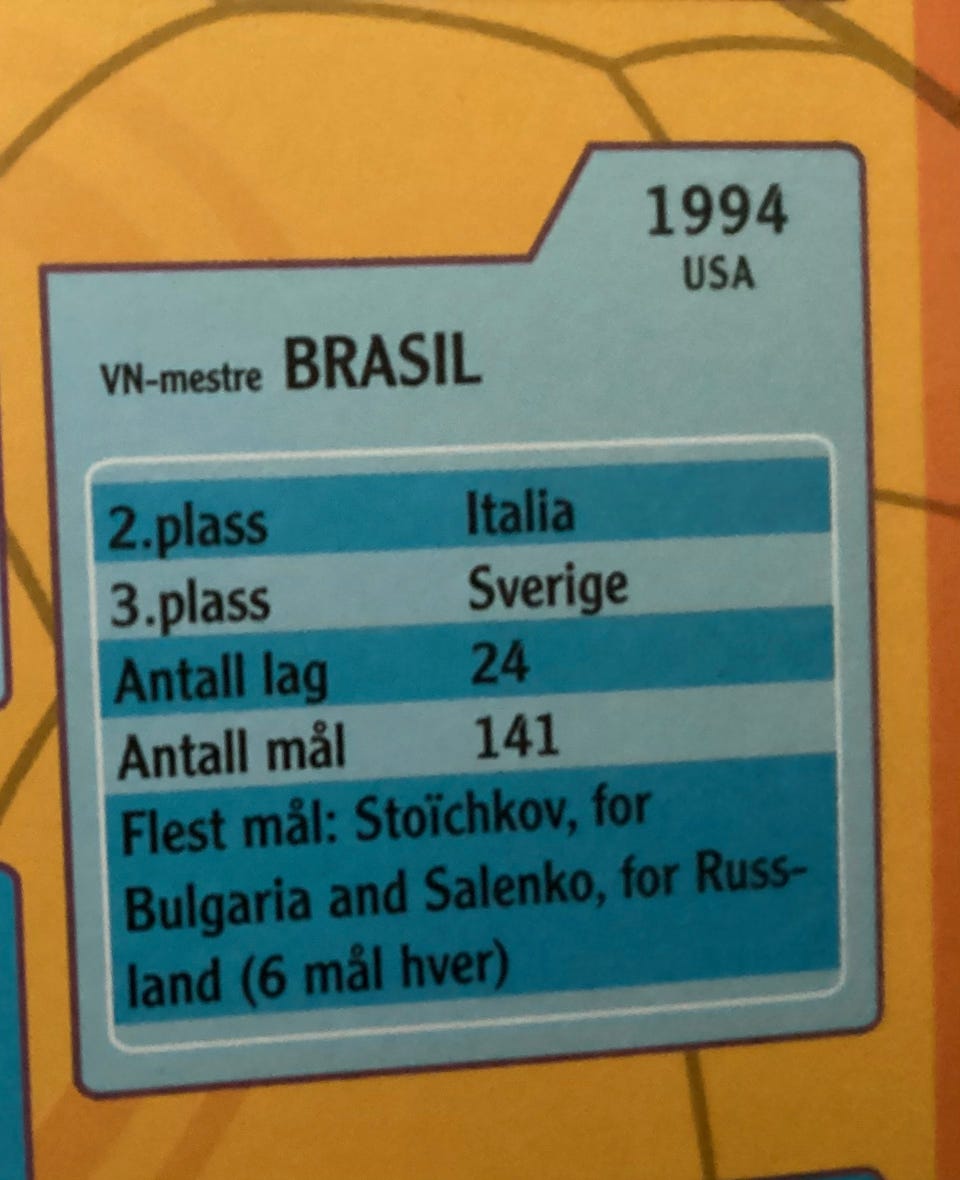 1994
USA
VN-mestre BRASIL
2.plass Italia
3.plass Sverige
Antall lag 24
Antall mål 141
Flest mål: Stoïchkov, for
Bulgaria and Salenko, for Russ-
land (6 mål hver)